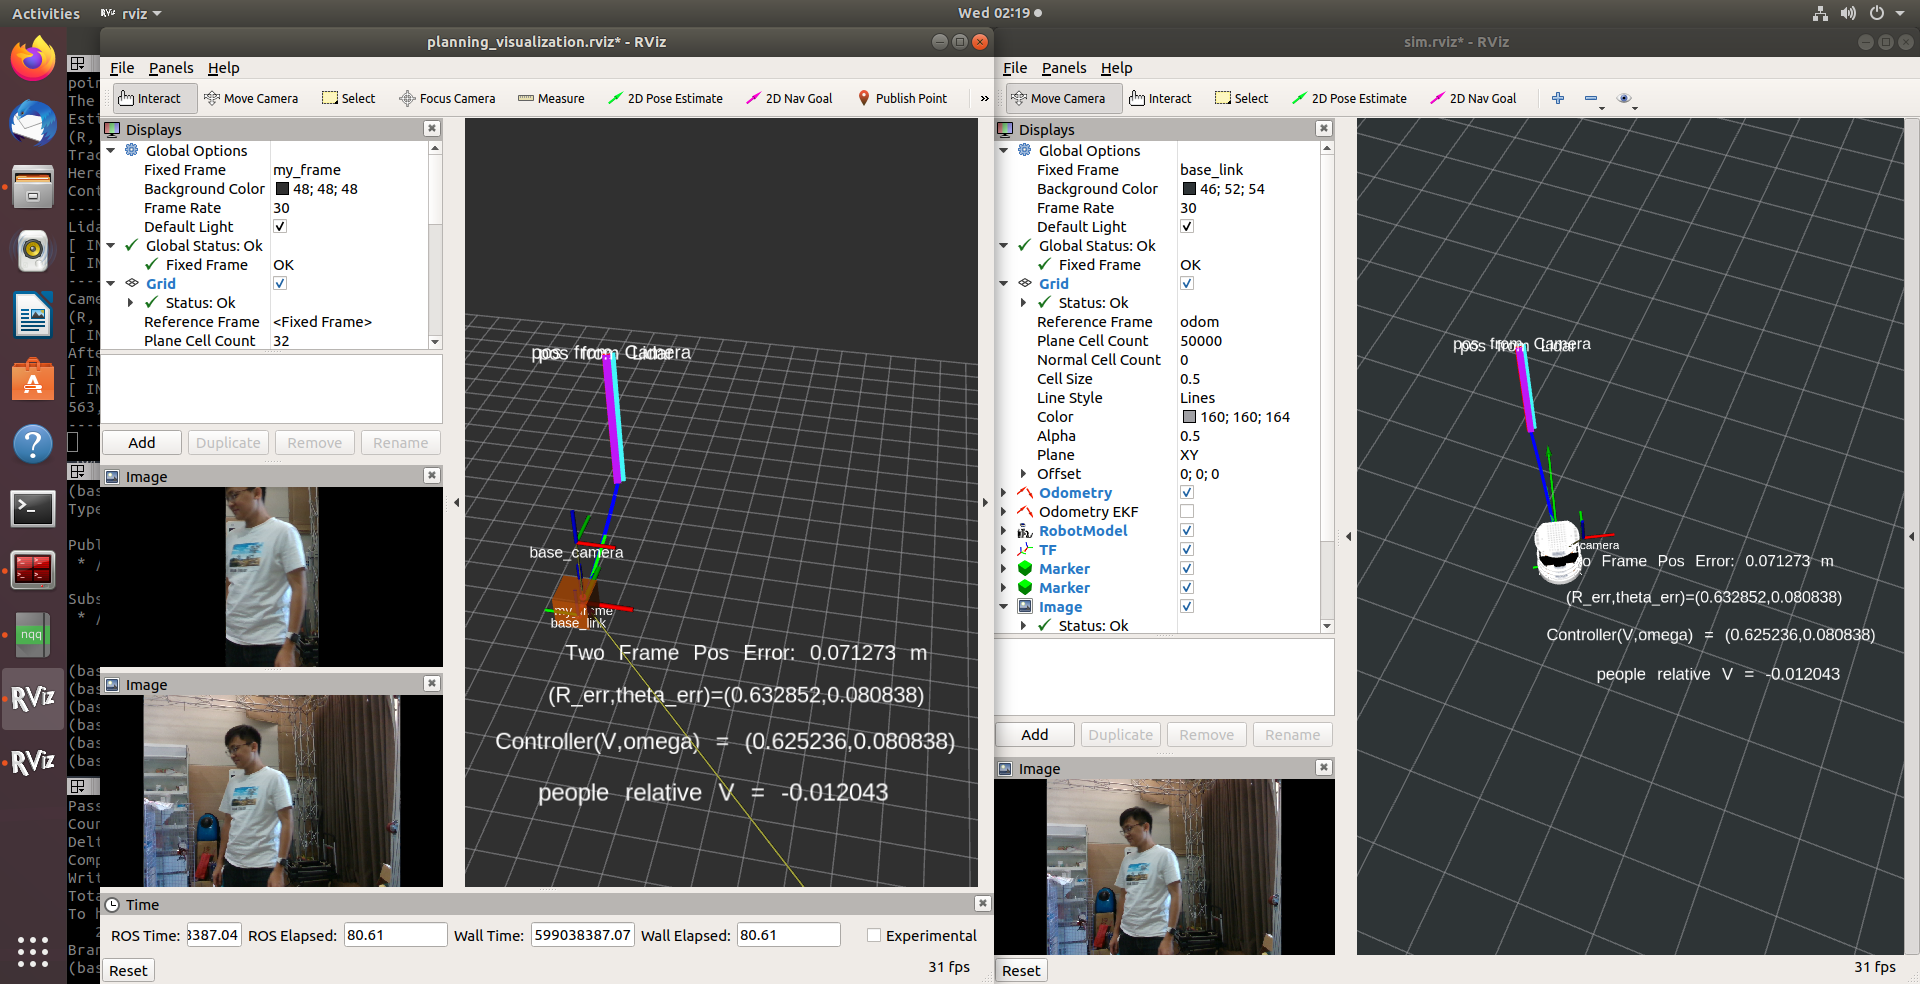 Activities
rviz
Wed 02:19
planning_visualization.rviz* - RViz
File Panels Help
Interact Move Camera Select Focus Camera Measure 2D Pose Estimate 2D Nav Goal Publish Point »
Displays
Global Options
Fixed Frame my_frame
Background Color 48; 48; 48
Frame Rate 30
Default Light
Global Status: Ok
Fixed Frame OK
Grid
Status: Ok
Reference Frame <Fixed Frame>
Plane Cell Count 32
Add Duplicate Remove Rename
Image
Image
base_camera
my_frame
base_link
Two Frame Pos Error: 0.071273 m
(R_err,theta_err)=(0.632852,0.080838)
Controller(V,omega) = (0.625236,0.080838)
people relative V = -0.012043
Time
ROS Time: 3387.04 ROS Elapsed: 80.61 Wall Time: 599038387.07 Wall Elapsed: 80.61 Experimental
Reset
31 fps
sim.rviz* - RViz
File Panels Help
Move Camera Interact Select 2D Pose Estimate 2D Nav Goal
Displays
Global Options
Fixed Frame base_link
Background Color 46; 52; 54
Frame Rate 30
Default Light
Global Status: Ok
Fixed Frame OK
Grid
Status: Ok
Reference Frame odom
Plane Cell Count 50000
Normal Cell Count 0
Cell Size 0.5
Line Style Lines
Color 160; 160; 164
Alpha 0.5
Plane XY
Offset 0; 0; 0
Odometry
Odometry EKF
RobotModel
TF
Marker
Marker
Image
Status: Ok
Add Duplicate Remove Rename
Image
pos from Camera
pos from Lidar
camera
Frame Pos Error: 0.071273 m
(R_err,theta_err)=(0.632852,0.080838)
Controller(V,omega) = (0.625236,0.080838)
people relative V = -0.012043
Reset
31 fps
nqq
RViz
RViz